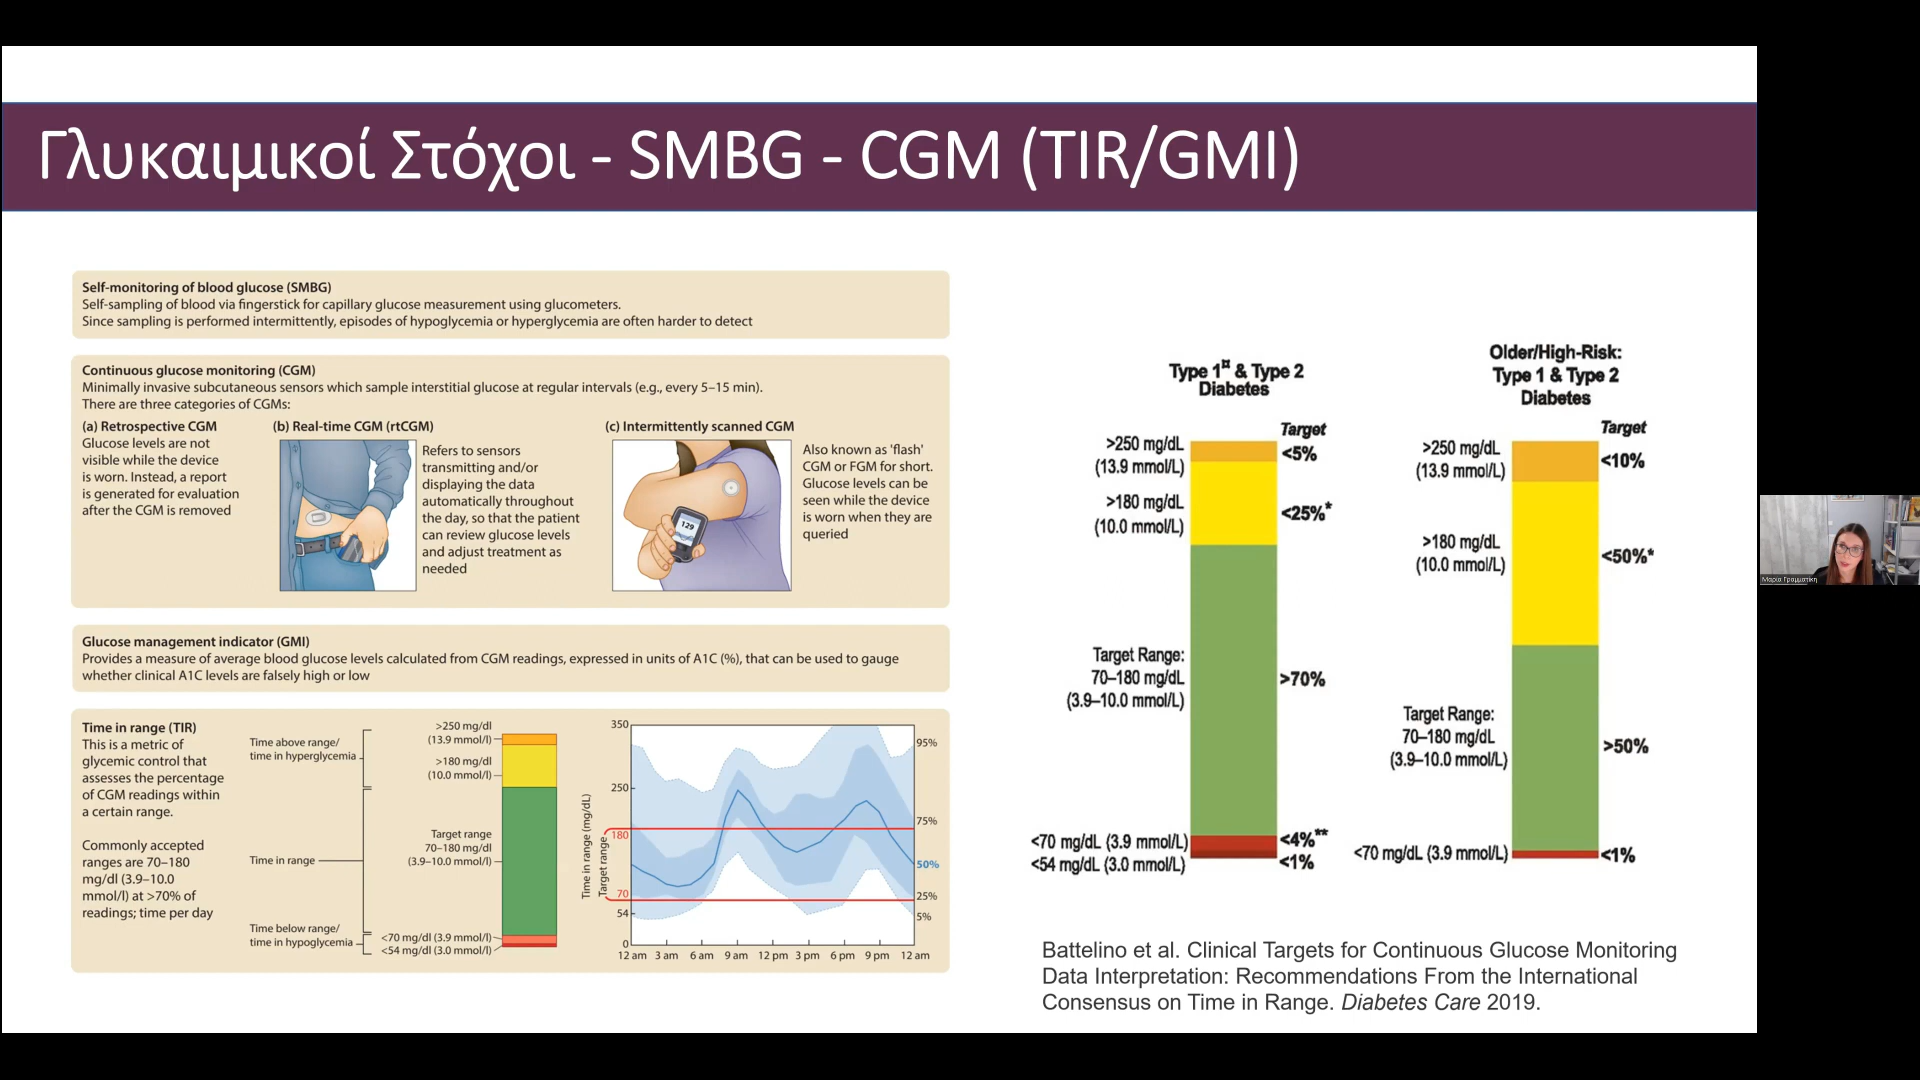 Γλυκαιμικοί Στόχοι - SMBG - CGM (TIR/GMI)
Self-monitoring of blood glucose (SMBG)
Self-sampling of blood via fingerstick for capillary glucose measurement using glucometers.
Since sampling is performed intermittently, episodes of hypoglycemia or hyperglycemia are often harder to detect
Continuous glucose monitoring (CGM)
Minimally invasive subcutaneous sensors which sample interstitial glucose at regular intervals (e.g., every 5–15 min).
There are three categories of CGMs:
(a) Retrospective CGM
Glucose levels are not
visible while the device
is worn. Instead, a report
is generated for evaluation
after the CGM is removed
(b) Real-time CGM (rtCGM)
Refers to sensors
transmitting and/or
displaying the data
automatically throughout
the day, so that the patient
can review glucose levels
and adjust treatment as
needed
(c) Intermittently scanned CGM
129
Also known as 'flash'
CGM or FGM for short.
Glucose levels can be
seen while the device
is worn when they are
queried
Glucose management indicator (GMI)
Provides a measure of average blood glucose levels calculated from CGM readings, expressed in units of A1C (%), that can be used to gauge
whether clinical A1C levels are falsely high or low
Time in range (TIR)
This is a metric of
glycemic control that
assesses the percentage
of CGM readings within
a certain range.
Commonly accepted
ranges are 70–180
mg/dl (3.9–10.0
mmol/l) at >70% of
readings; time per day
Time above range/
time in hyperglycemia
Time in range
Time below range/
time in hypoglycemia
>250 mg/dl
(13.9 mmol/l)
>180 mg/dl
(10.0 mmol/l)
Target range
70–180 mg/dl
(3.9–10.0 mmol/l)
<70 mg/dl (3.9 mmol/l)
<54 mg/dl (3.0 mmol/l)
Time in range (mg/dL)
Target range
350
250
180
70
54
0
12 am 3 am 6 am 9 am 12 pm 3 pm 6 pm 9 pm 12 am
95%
75%
50%
25%
5%
Type 1¤ & Type 2
Diabetes
Target
>250 mg/dL
(13.9 mmol/L)
<5%
>180 mg/dL
(10.0 mmol/L)
<25%*
Target Range:
70–180 mg/dL
(3.9–10.0 mmol/L)
>70%
<70 mg/dL (3.9 mmol/L)
<4%**
<54 mg/dL (3.0 mmol/L)
<1%
Older/High-Risk:
Type 1 & Type 2
Diabetes
Target
>250 mg/dL
(13.9 mmol/L)
<10%
>180 mg/dL
(10.0 mmol/L)
<50%*
Target Range:
70–180 mg/dL
(3.9–10.0 mmol/L)
>50%
<70 mg/dL (3.9 mmol/L)
<1%
Battelino et al. Clinical Targets for Continuous Glucose Monitoring
Data Interpretation: Recommendations From the International
Consensus on Time in Range. Diabetes Care 2019.
Μαρία Γραμματίκη